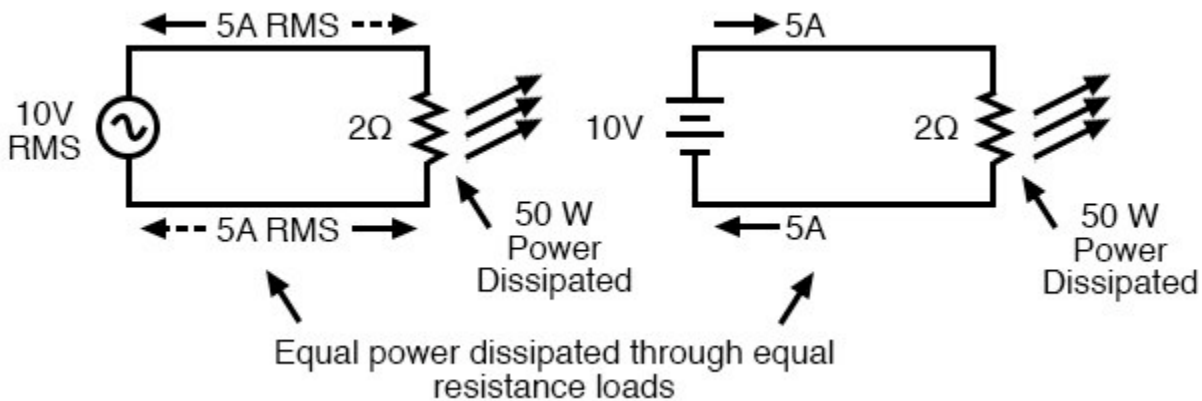 5A RMS
10V
RMS
2Ω
5A RMS
50 W
Power
Dissipated
5A
10V
2Ω
5A
50 W
Power
Dissipated
Equal power dissipated through equal
resistance loads